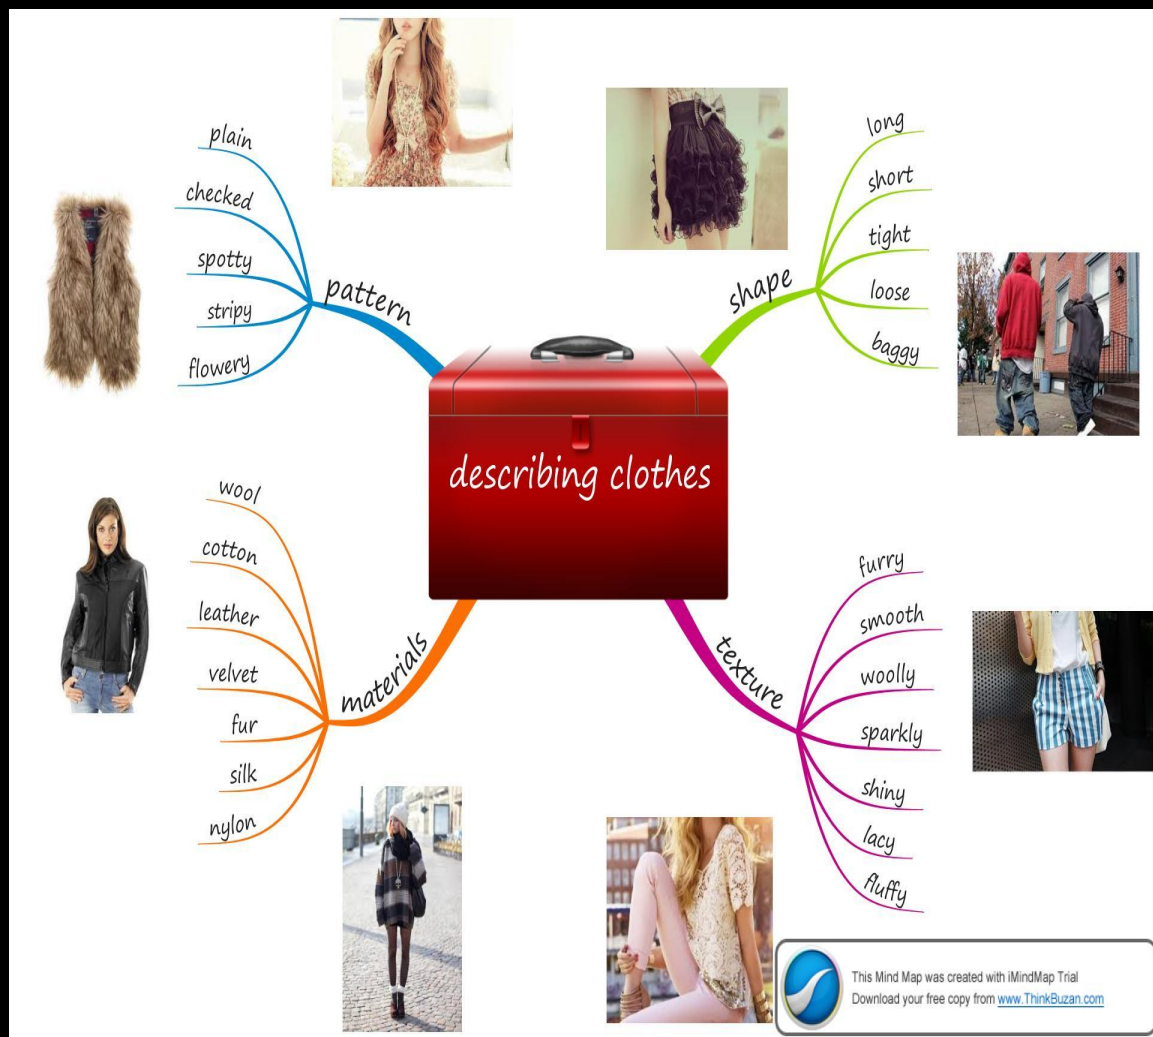 describing clothes
pattern
plain
checked
spotty
stripy
flowery
shape
long
short
tight
loose
baggy
materials
wool
cotton
leather
velvet
fur
silk
nylon
texture
furry
smooth
woolly
sparkly
shiny
lacy
fluffy
This Mind Map was created with iMindMap Trial
Download your free copy from www.ThinkBuzan.com